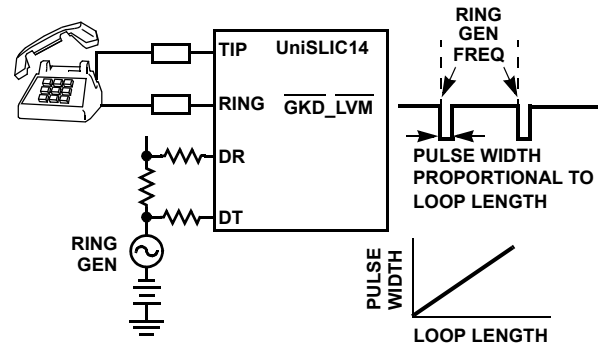 TIP
UniSLIC14
RING
GKD_LVM
DR
DT
RING
GEN
RING
GEN
FREQ
PULSE WIDTH
PROPORTIONAL TO
LOOP LENGTH
PULSE
WIDTH
LOOP LENGTH